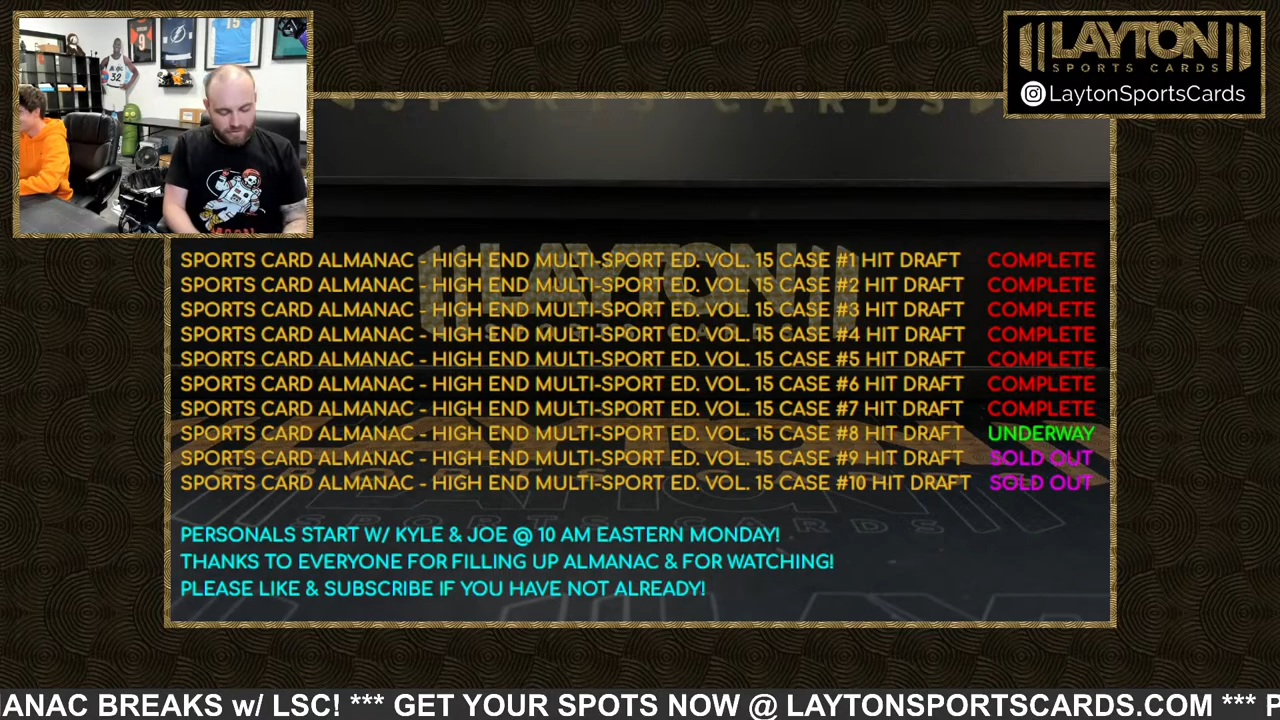 LAYTON
SPORTS CARDS
LaytonSportsCards
SPORTS CARDS
15
9
32
LAYTON
SPORTS CARD ALMANAC - HIGH END MULTI-SPORT ED. VOL. 15 CASE #1 HIT DRAFT COMPLETE
SPORTS CARD ALMANAC - HIGH END MULTI-SPORT ED. VOL. 15 CASE #2 HIT DRAFT COMPLETE
SPORTS CARD ALMANAC - HIGH END MULTI-SPORT ED. VOL. 15 CASE #3 HIT DRAFT COMPLETE
SPORTS CARD ALMANAC - HIGH END MULTI-SPORT ED. VOL. 15 CASE #4 HIT DRAFT COMPLETE
SPORTS CARD ALMANAC - HIGH END MULTI-SPORT ED. VOL. 15 CASE #5 HIT DRAFT COMPLETE
SPORTS CARD ALMANAC - HIGH END MULTI-SPORT ED. VOL. 15 CASE #6 HIT DRAFT COMPLETE
SPORTS CARD ALMANAC - HIGH END MULTI-SPORT ED. VOL. 15 CASE #7 HIT DRAFT COMPLETE
SPORTS CARD ALMANAC - HIGH END MULTI-SPORT ED. VOL. 15 CASE #8 HIT DRAFT UNDERWAY
SPORTS CARD ALMANAC - HIGH END MULTI-SPORT ED. VOL. 15 CASE #9 HIT DRAFT SOLD OUT
SPORTS CARD ALMANAC - HIGH END MULTI-SPORT ED. VOL. 15 CASE #10 HIT DRAFT SOLD OUT
PERSONALS START W/ KYLE & JOE @ 10 AM EASTERN MONDAY!
THANKS TO EVERYONE FOR FILLING UP ALMANAC & FOR WATCHING!
PLEASE LIKE & SUBSCRIBE IF YOU HAVE NOT ALREADY!
ANAC BREAKS w/ LSC! *** GET YOUR SPOTS NOW @ LAYTONSPORTSCARDS.COM *** P